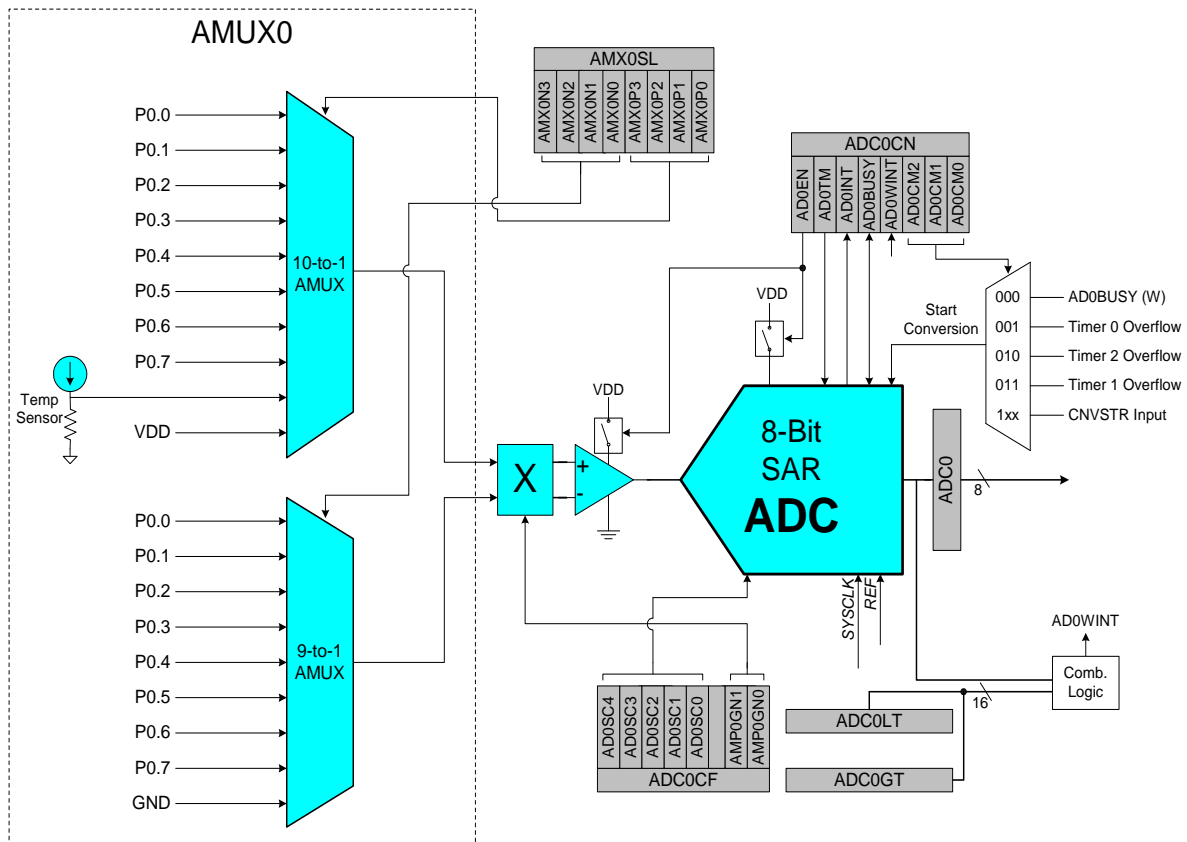 AMUX0
P0.0
P0.1
P0.2
P0.3
P0.4
P0.5
P0.6
P0.7
Temp
Sensor
VDD
10-to-1
AMUX
P0.0
P0.1
P0.2
P0.3
P0.4
P0.5
P0.6
P0.7
GND
9-to-1
AMUX
AMX0SL
AMX0N3
AMX0N2
AMX0N1
AMX0N0
AMX0P3
AMX0P2
AMX0P1
AMX0P0
ADC0CN
AD0EN
AD0TM
AD0INT
AD0BUSY
AD0WINT
AD0CM2
AD0CM1
AD0CM0
VDD
VDD
Start
Conversion
000
AD0BUSY (W)
001
Timer 0 Overflow
010
Timer 2 Overflow
011
Timer 1 Overflow
1xx
CNVSTR Input
X
+
-
8-Bit
SAR
ADC
ADC0
8
SYSCLK
REF
AD0WINT
Comb.
Logic
16
ADC0LT
ADC0GT
AD0SC4
AD0SC3
AD0SC2
AD0SC1
AD0SC0
AMP0GN1
AMP0GN0
ADC0CF